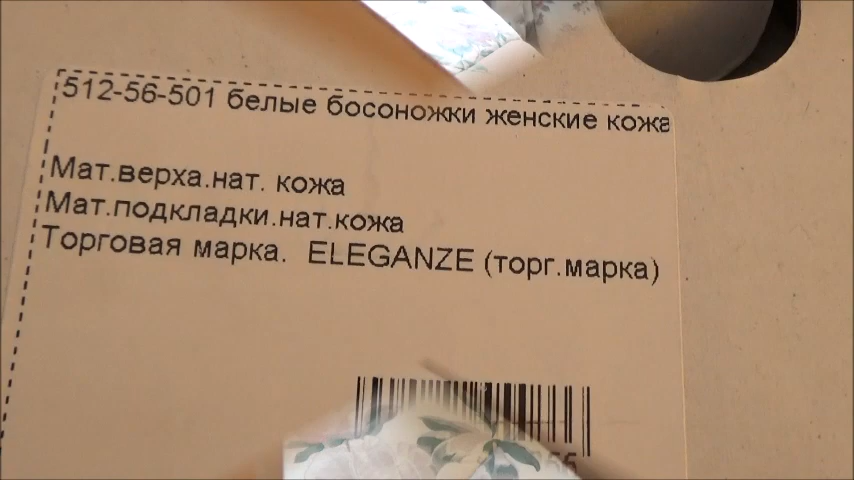 512-56-501 белые босоножки женские кожа
Мат.верха.нат. кожа
Мат.подкладки.нат.кожа
Торговая марка. ELEGANZE (торг.марка)